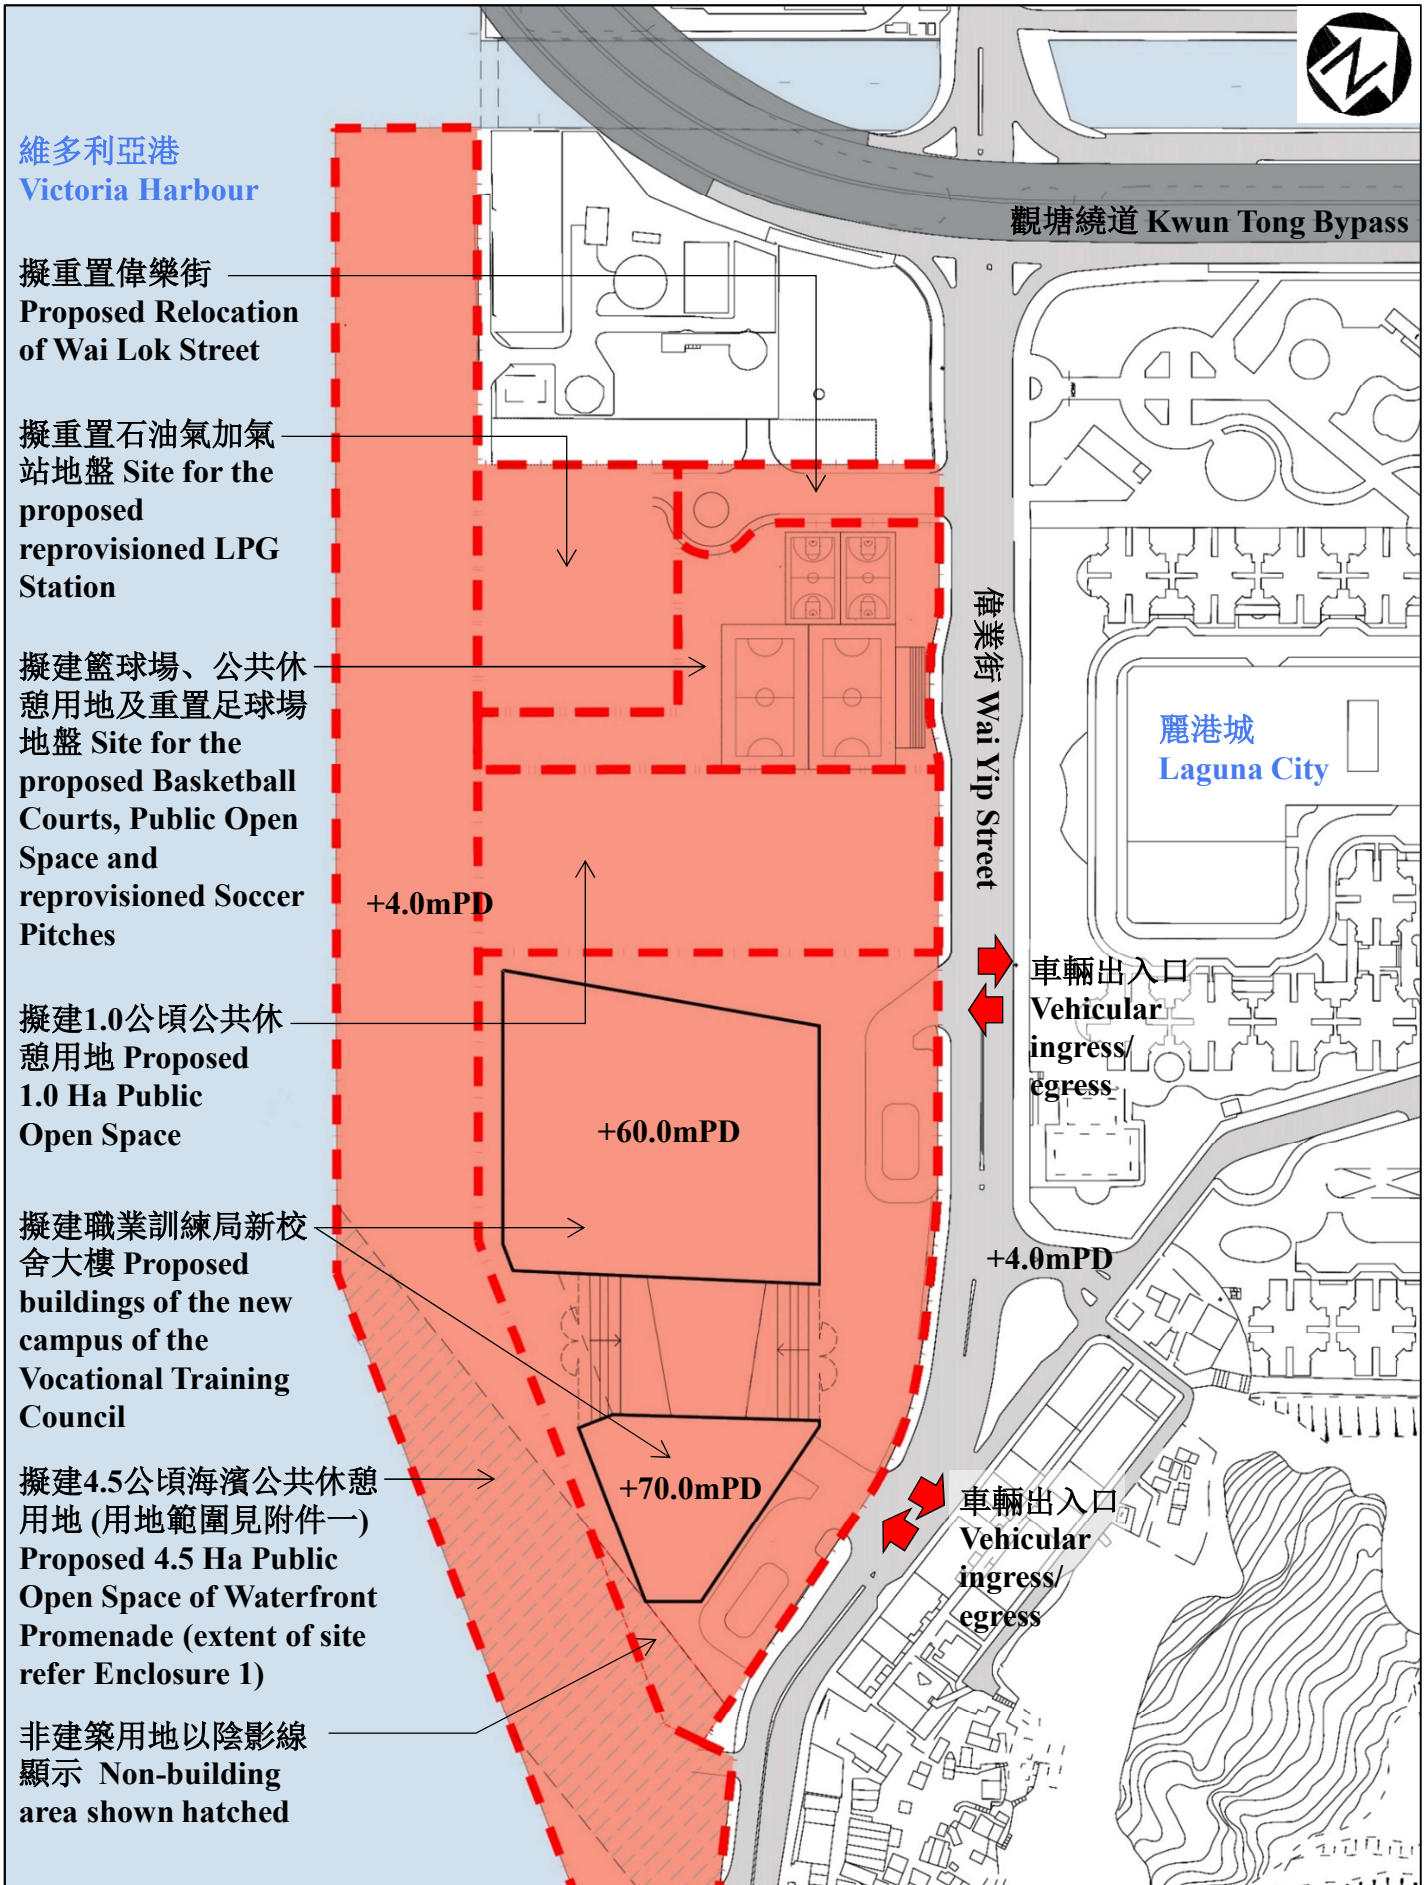 維多利亞港
Victoria Harbour
觀塘繞道 Kwun Tong Bypass
擬重置偉樂街
Proposed Relocation
of Wai Lok Street
擬重置石油氣加氣
站地盤 Site for the
proposed
reprovisioned LPG
Station
擬建籃球場、公共休
憩用地及重置足球場
地盤 Site for the
proposed Basketball
Courts, Public Open
Space and
reprovisioned Soccer
Pitches
偉業街 Wai Yip Street
麗港城
Laguna City
+4.0mPD
車輛出入口
Vehicular
ingress/
egress
擬建1.0公頃公共休
憩用地 Proposed
1.0 Ha Public
Open Space
+60.0mPD
擬建職業訓練局新校
舍大樓 Proposed
buildings of the new
campus of the
Vocational Training
Council
+4.0mPD
擬建4.5公頃海濱公共休憩
用地 (用地範圍見附件一)
Proposed 4.5 Ha Public
Open Space of Waterfront
Promenade (extent of site
refer Enclosure 1)
+70.0mPD
車輛出入口
Vehicular
ingress/
egress
非建築用地以陰影線
顯示 Non-building
area shown hatched
N